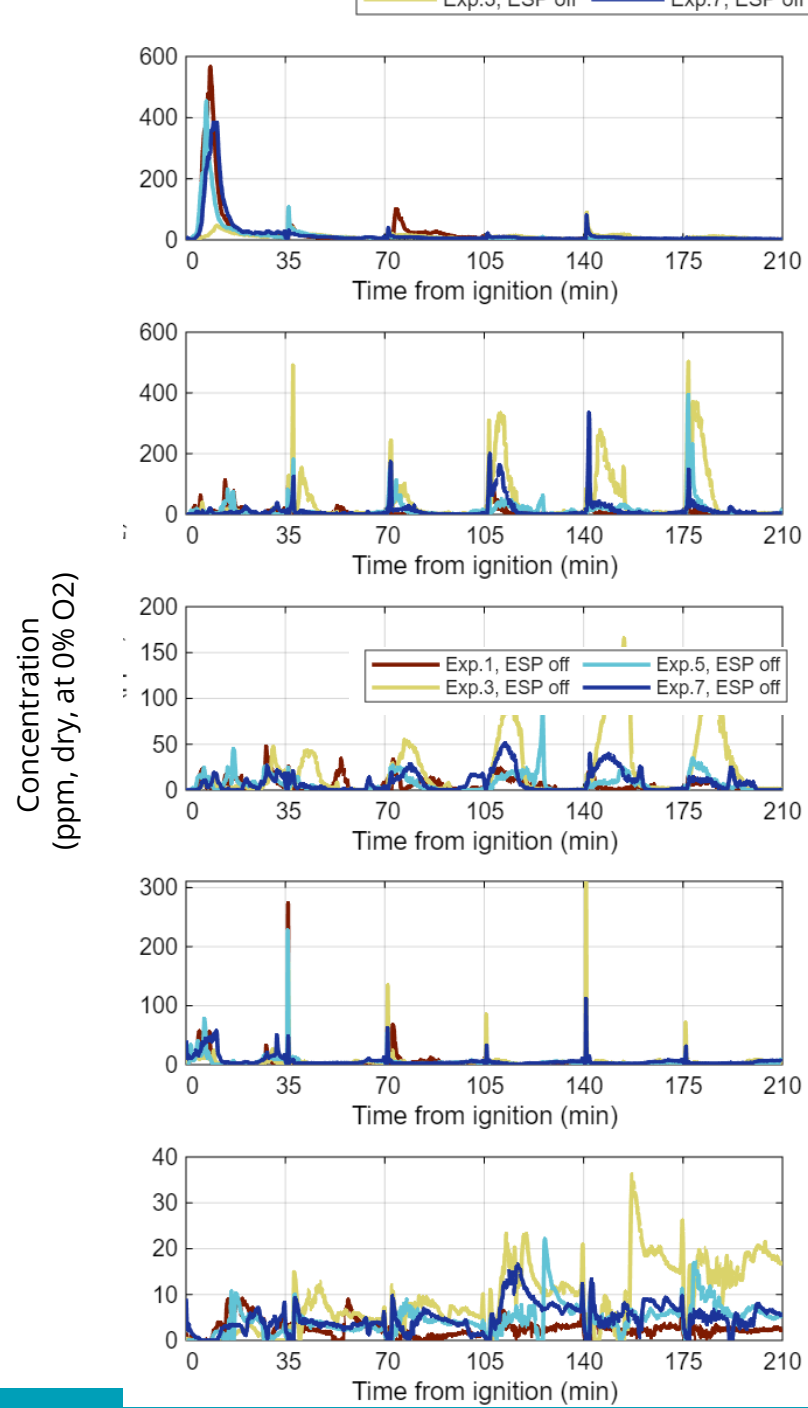 Exp.3, ESP off Exp.7, ESP off
600
400
200
0
0 35 70 105 140 175 210
Time from ignition (min)
600
400
200
0
0 35 70 105 140 175 210
Time from ignition (min)
Concentration
(ppm, dry, at 0% O2)
200
150
100
50
0
Exp.1, ESP off Exp.5, ESP off
Exp.3, ESP off Exp.7, ESP off
0 35 70 105 140 175 210
Time from ignition (min)
300
200
100
0
0 35 70 105 140 175 210
Time from ignition (min)
40
30
20
10
0
0 35 70 105 140 175 210
Time from ignition (min)